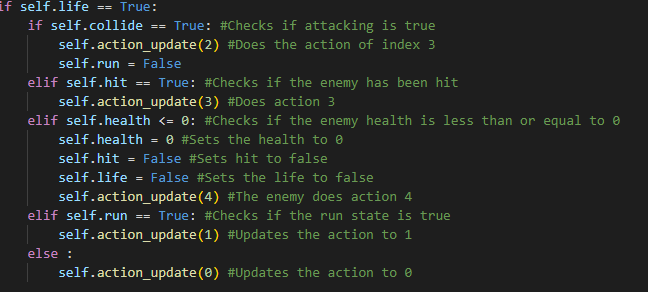 if self.life == True:
    if self.collide == True: #Checks if attacking is true
        self.action_update(2) #Does the action of index 3
        self.run = False
    elif self.hit == True: #Checks if the enemy has been hit
        self.action_update(3) #Does action 3
    elif self.health <= 0: #Checks if the enemy health is less than or equal to 0
        self.health = 0 #Sets the health to 0
        self.hit = False #Sets hit to false
        self.life = False #Sets the life to false
        self.action_update(4) #The enemy does action 4
    elif self.run == True: #Checks if the run state is true
        self.action_update(1) #Updates the action to 1
    else :
        self.action_update(0) #Updates the action to 0